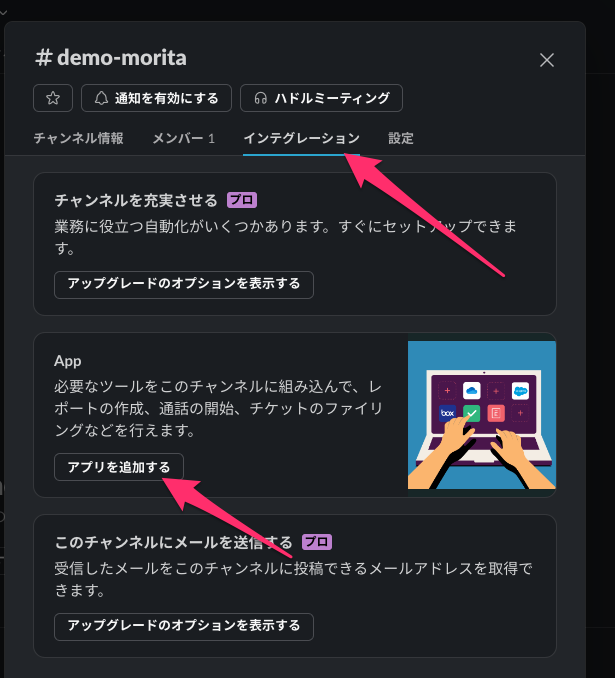 # demo-morita
通知を有効にする
ハドルミーティング
チャンネル情報 メンバー 1 インテグレーション 設定
チャンネルを充実させる プロ
業務に役立つ自動化がいくつかあります。すぐにセットアップできま
す。
アップグレードのオプションを表示する
App
必要なツールをこのチャンネルに組み込んで、レ
ポートの作成、通話の開始、チケットのファイリ
ングなどを行えます。
box
アプリを追加する
このチャンネルにメールを送信する プロ
受信したメールをこのチャンネルに投稿できるメールアドレスを取得で
きます。
アップグレードのオプションを表示する